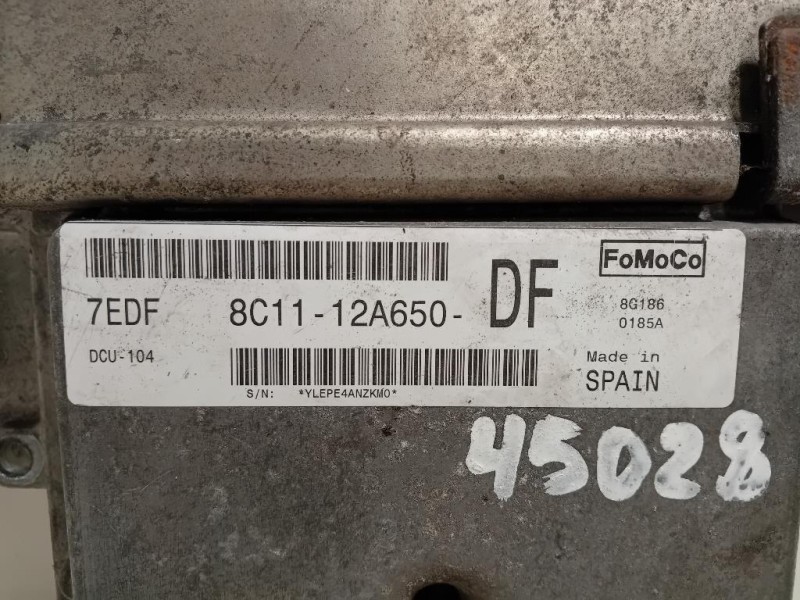 FoMoCo
7EDF 8C11-12A650- DF
8G186
0185A
DCU-104
Made in
SPAIN
S/N: *YLEPE4ANZKM0*
45028